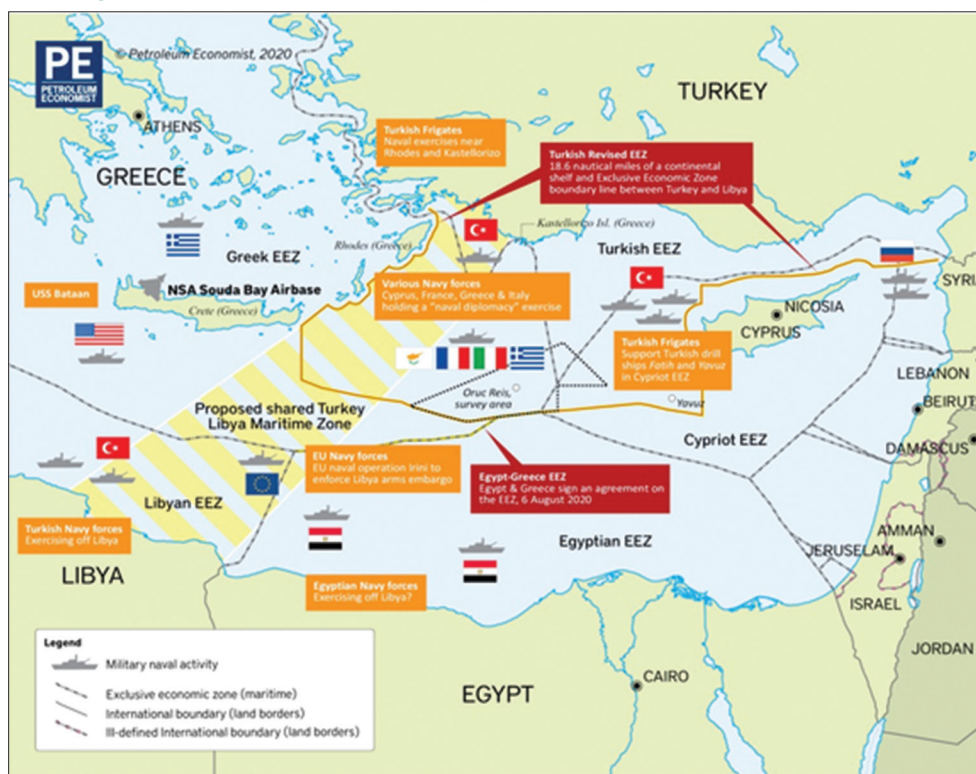 PE
PETROLEUM
ECONOMIST
© Petroleum Economist, 2020
ATHENS
GREECE
TURKEY
Turkish Frigates
Naval exercises near
Rhodes and Kastellorizo
Turkish Revised EEZ
18.6 nautical miles of a continental
shelf and Exclusive Economic Zone
boundary line between Turkey and Libya
Kastellorizo Isl. (Greece)
Rhodes (Greece)
Greek EEZ
Turkish EEZ
NSA Souda Bay Airbase
Crete (Greece)
USS Bataan
Various Navy forces
Cyprus, France, Greece & Italy
holding a "naval diplomacy" exercise
SYRIA
NICOSIA
CYPRUS
Turkish Frigates
Support Turkish drill
ships Fatih and Yavuz
in Cypriot EEZ
LEBANON
BEIRUT
DAMASCUS
Oruc Reis,
survey area
Yavuz
Proposed shared Turkey
Libya Maritime Zone
Cypriot EEZ
EU Navy forces
EU naval operation Irini to
enforce Libya arms embargo
Egypt-Greece EEZ
Egypt & Greece sign an agreement on
the EEZ, 6 August 2020
Libyan EEZ
Turkish Navy forces
Exercising off Libya
Egyptian EEZ
AMMAN
JERUSELAM
ISRAEL
JORDAN
LIBYA
Egyptian Navy forces
Exercising off Libya?
EGYPT
CAIRO
Legend
Military naval activity
Exclusive economic zone (maritime)
International boundary (land borders)
Ill-defined International boundary (land borders)